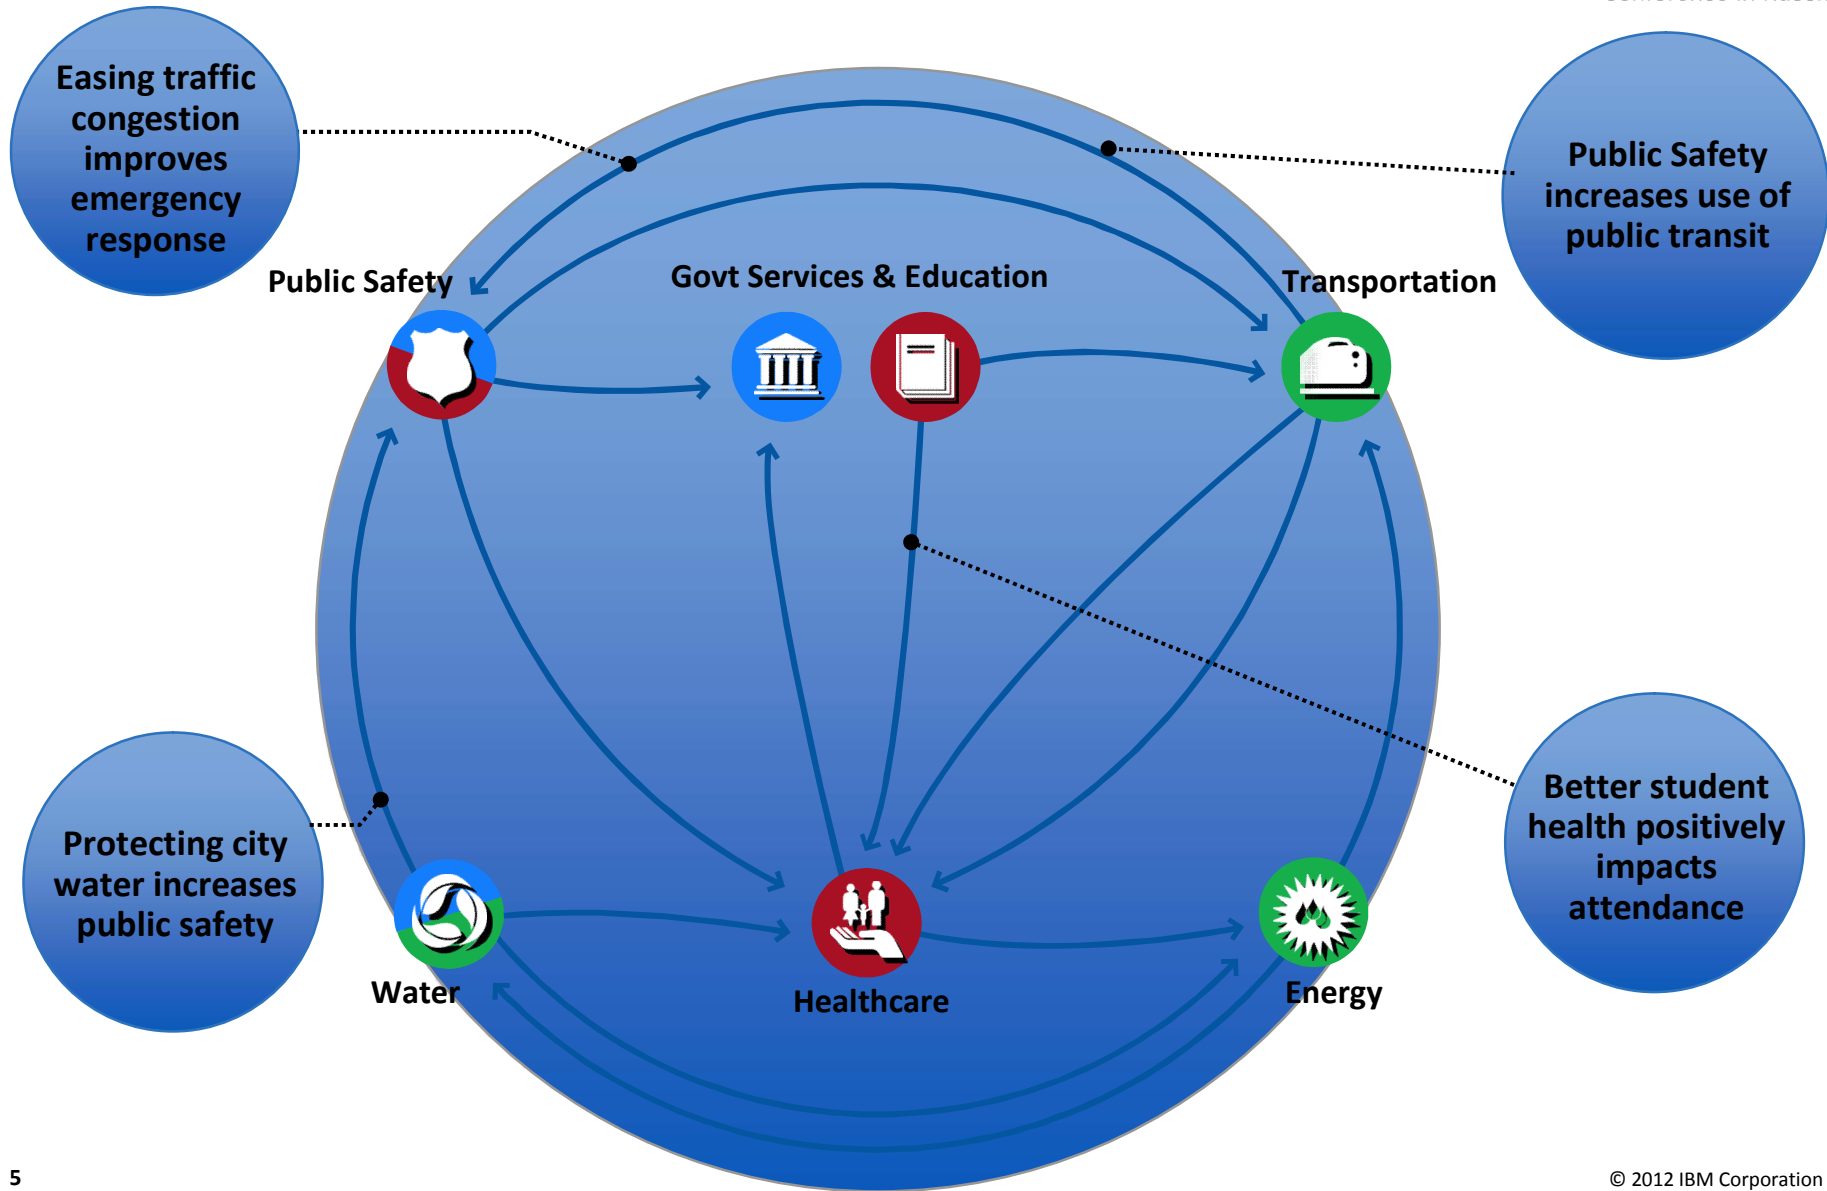 Easing traffic
congestion
improves
emergency
response
Public Safety
increases use of
public transit
Public Safety
Govt Services & Education
Transportation
Protecting city
water increases
public safety
Better student
health positively
impacts
attendance
Water
Healthcare
Energy
5
© 2012 IBM Corporation